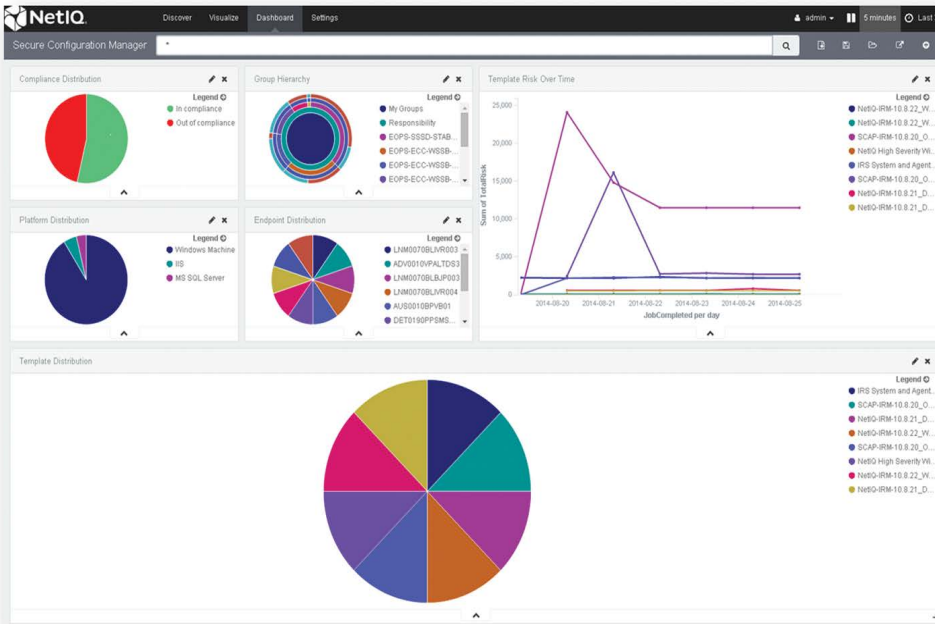 NetIQ.
Discover Visualize Dashboard Settings
admin 5 minutes Last
Secure Configuration Manager *
Compliance Distribution
Legend
In compliance
Out of compliance
Group Hierarchy
Legend
My Groups
Responsibility
EOPS-SSSD-STAB...
EOPS-ECC-WSSB-...
EOPS-ECC-WSSB-...
EOPS-ECC-WSSB-...
Template Risk Over Time
Legend
NetIQ-IRM-10.8.22_W...
NetIQ-IRM-10.8.22_W...
SCAP-IRM-10.8.20_O...
NetIQ High Severity Wi...
IRS System and Agent...
SCAP-IRM-10.8.20_O...
NetIQ-IRM-10.8.22_W...
NetIQ-IRM-10.8.21_D...
25,000
20,000
15,000
10,000
5,000
0
Sum of TotalRisk
2014-08-20 2014-08-21 2014-08-22 2014-08-23 2014-08-24 2014-08-25
JobCompleted per day
Platform Distribution
Legend
Windows Machine
IIS
MS SQL Server
Endpoint Distribution
Legend
LNM0070BLIVR003
ADV0010VPALTDS3
LNM0070BLBJP003
LNM0070BLIVR004
AUS0010BPVB01
DET0190PPSMS...
Template Distribution
Legend
IRS System and Agent...
SCAP-IRM-10.8.20_O...
NetIQ-IRM-10.8.21_D...
NetIQ-IRM-10.8.22_W...
SCAP-IRM-10.8.20_O...
NetIQ High Severity Wi...
NetIQ-IRM-10.8.22_W...
NetIQ-IRM-10.8.21_D...